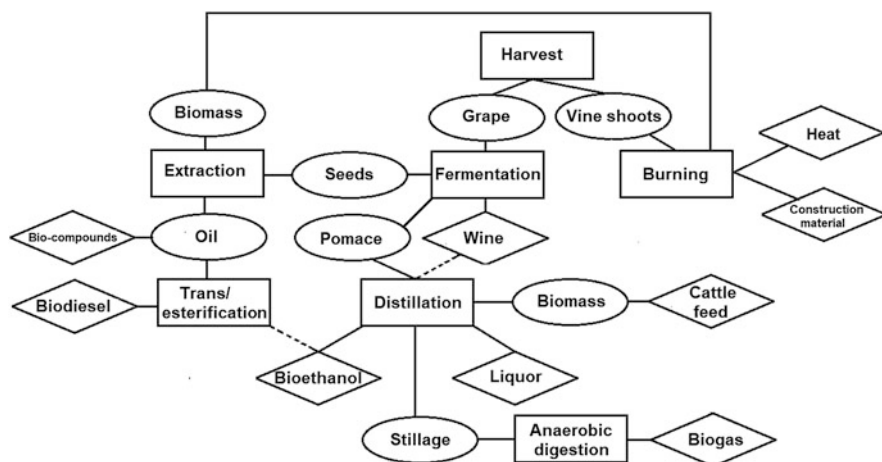 Harvest
Biomass
Grape
Vine shoots
Heat
Extraction
Seeds
Fermentation
Burning
Construction
material
Bio-compounds
Oil
Pomace
Wine
Biodiesel
Trans/
esterification
Distillation
Biomass
Cattle
feed
Bioethanol
Liquor
Stillage
Anaerobic
digestion
Biogas